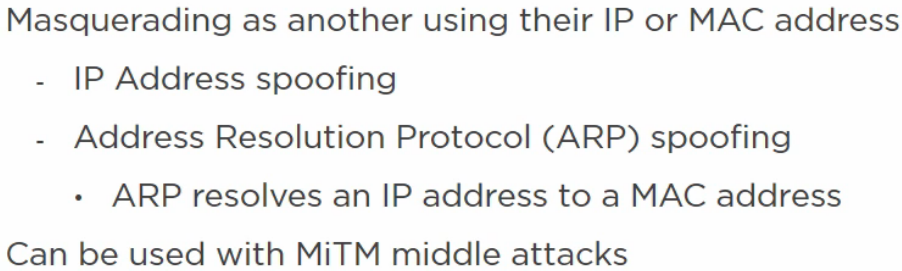 Masquerading as another using their IP or MAC address
- IP Address spoofing
- Address Resolution Protocol (ARP) spoofing
• ARP resolves an IP address to a MAC address
Can be used with MiTM middle attacks